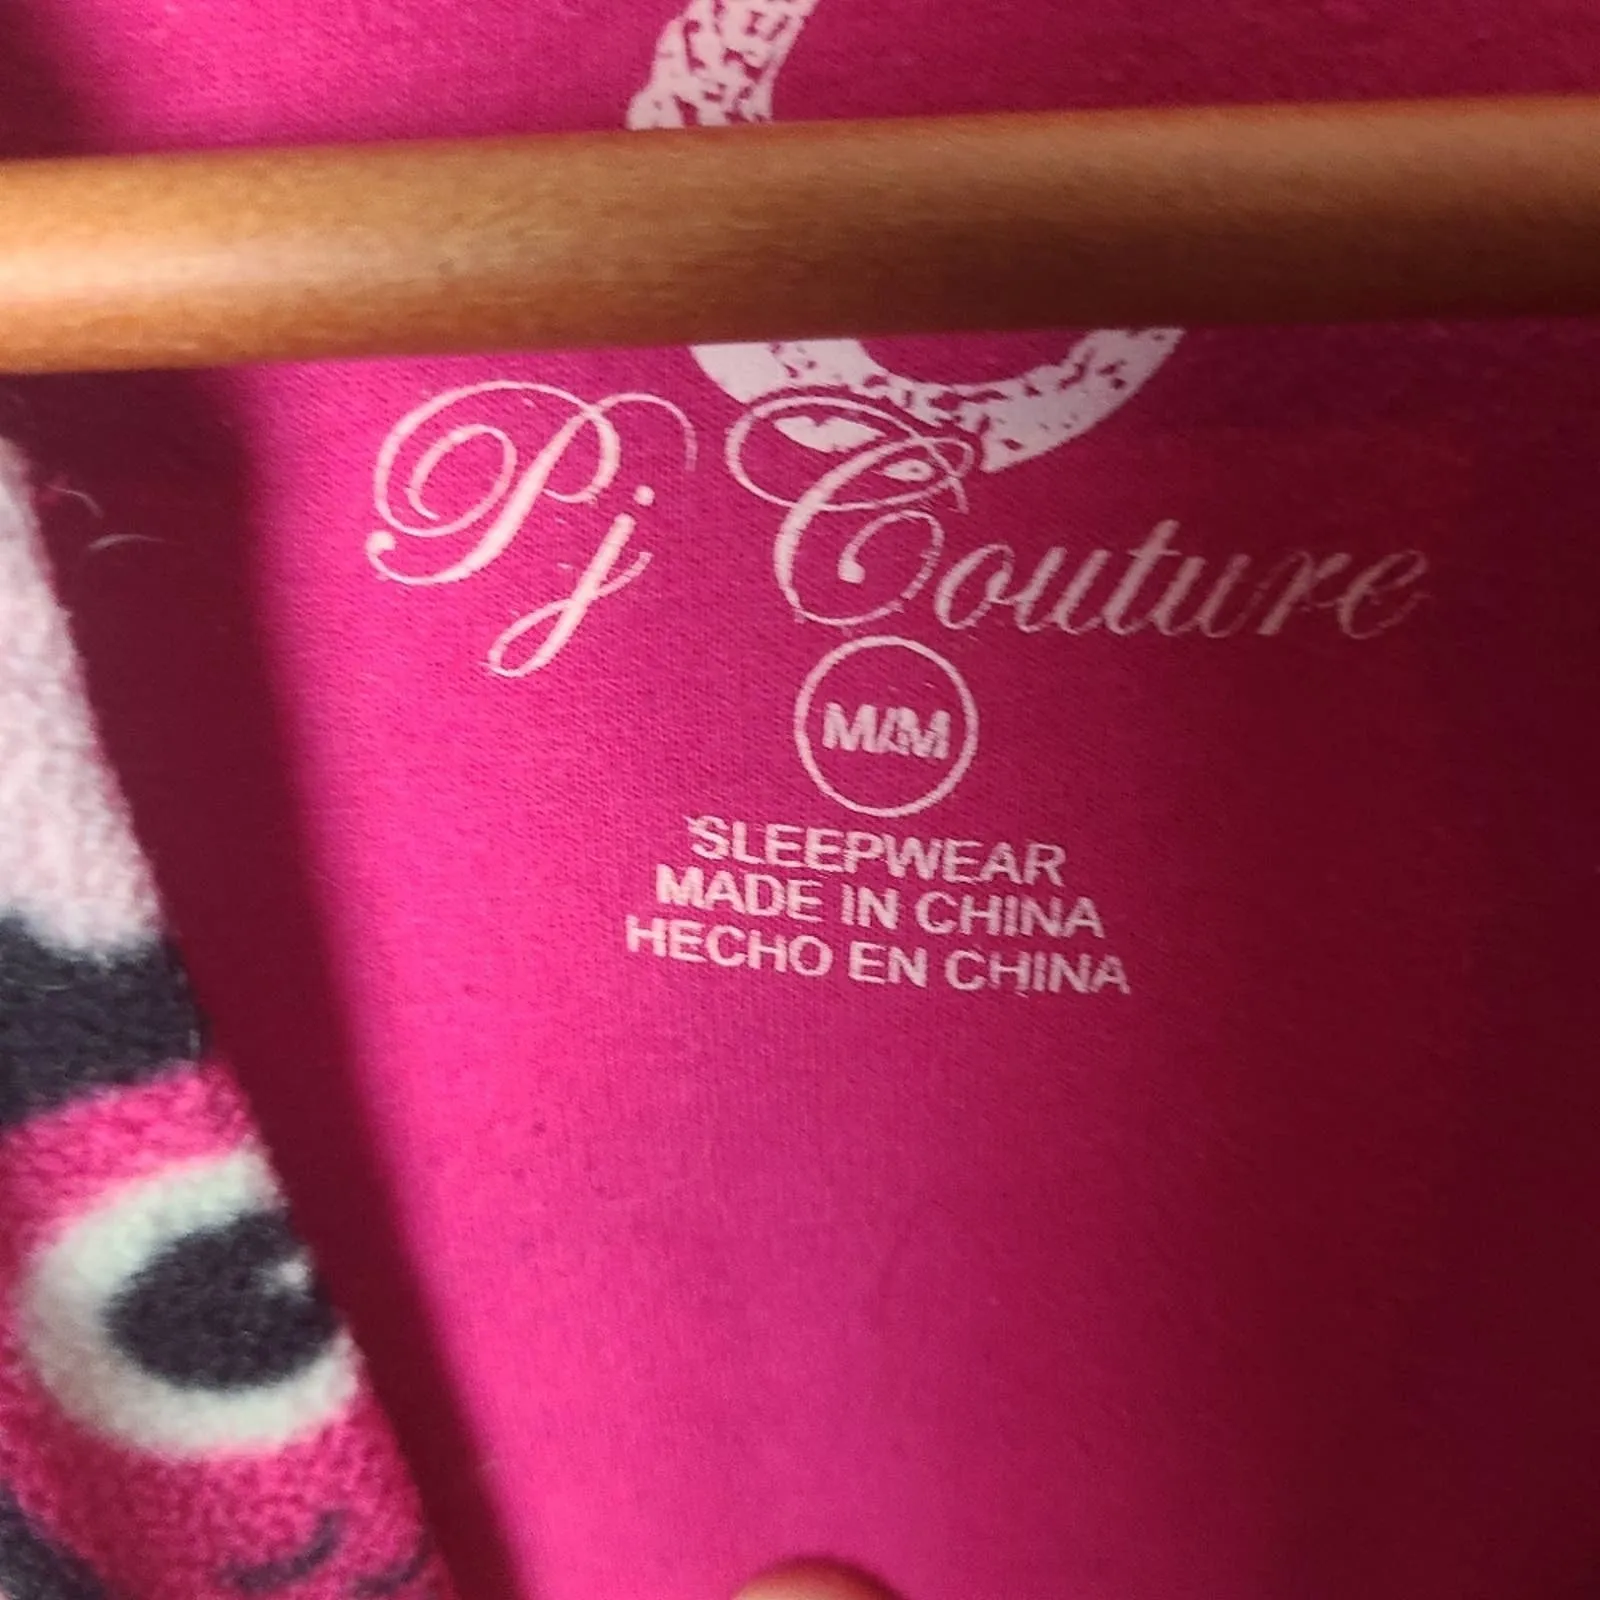 Pj Couture
M/M
SLEEPWEAR
MADE IN CHINA
HECHO EN CHINA